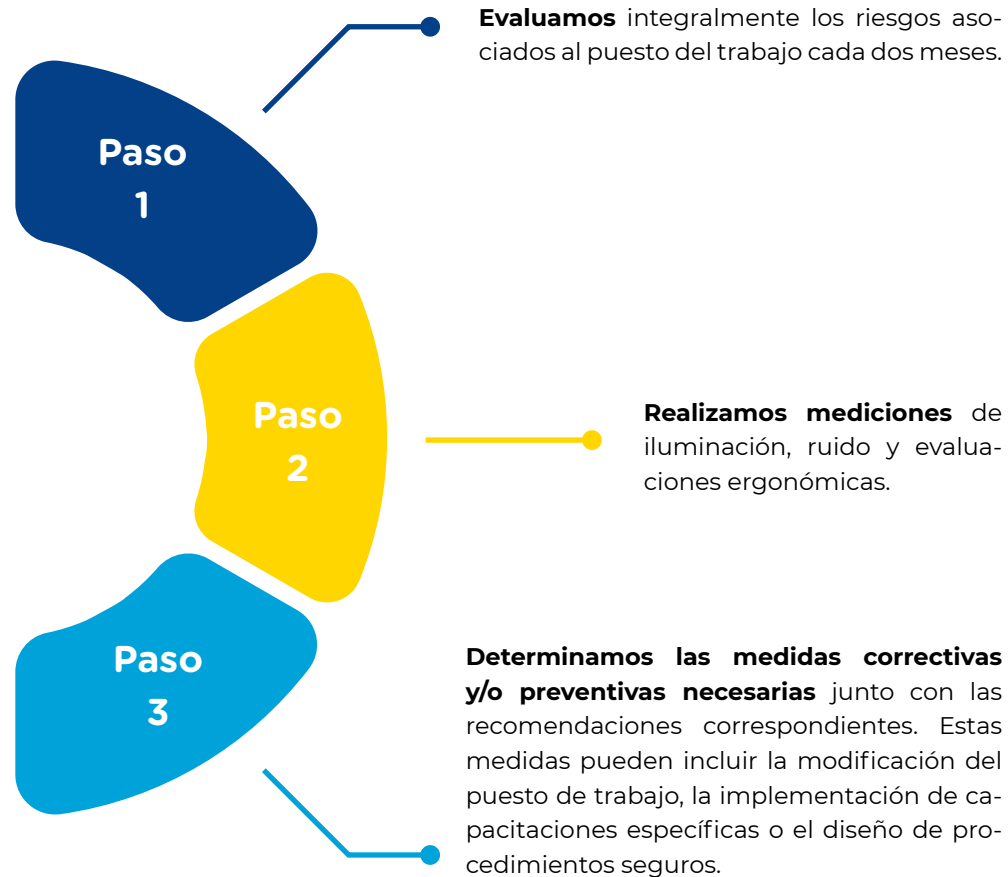 Paso
1
Evaluamos integralmente los riesgos aso-
ciados al puesto del trabajo cada dos meses.
Paso
2
Realizamos mediciones de
iluminación, ruido y evalua-
ciones ergonómicas.
Paso
3
Determinamos las medidas correctivas
y/o preventivas necesarias junto con las
recomendaciones correspondientes. Estas
medidas pueden incluir la modificación del
puesto de trabajo, la implementación de ca-
pacitaciones específicas o el diseño de pro-
cedimientos seguros.